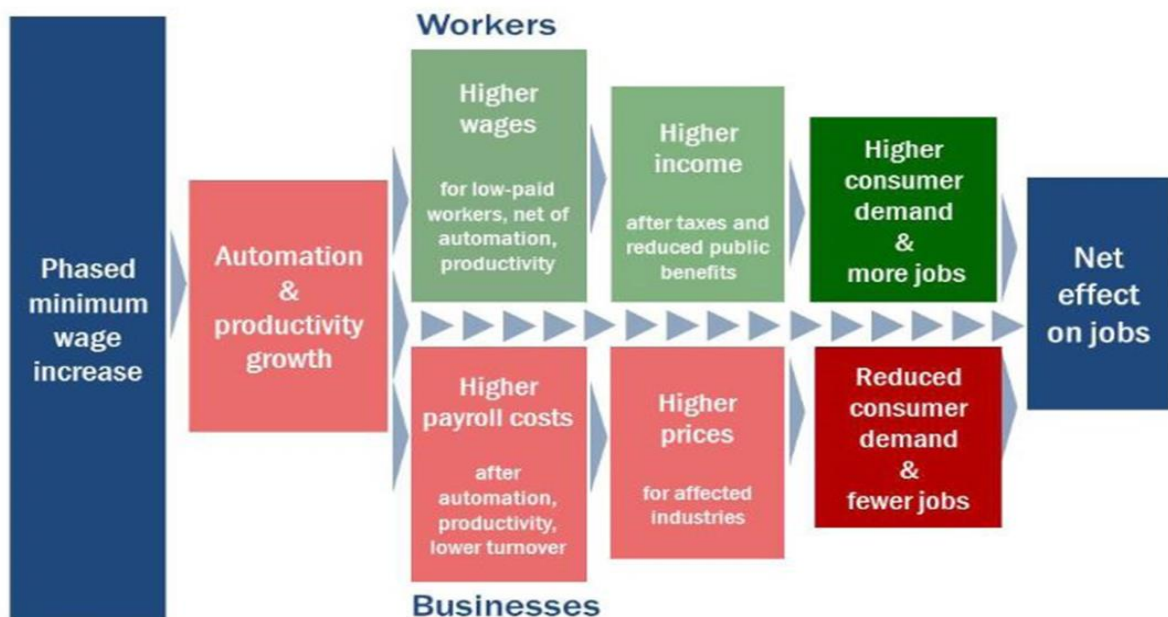 Workers
Phased
minimum
wage
increase
Automation
&
productivity
growth
Higher
wages
for low-paid
workers, net of
automation,
productivity
Higher
income
after taxes and
reduced public
benefits
Higher
consumer
demand
&
more jobs
Higher
payroll costs
after
automation,
productivity,
lower turnover
Higher
prices
for affected
industries
Reduced
consumer
demand
&
fewer jobs
Net
effect
on jobs
Businesses